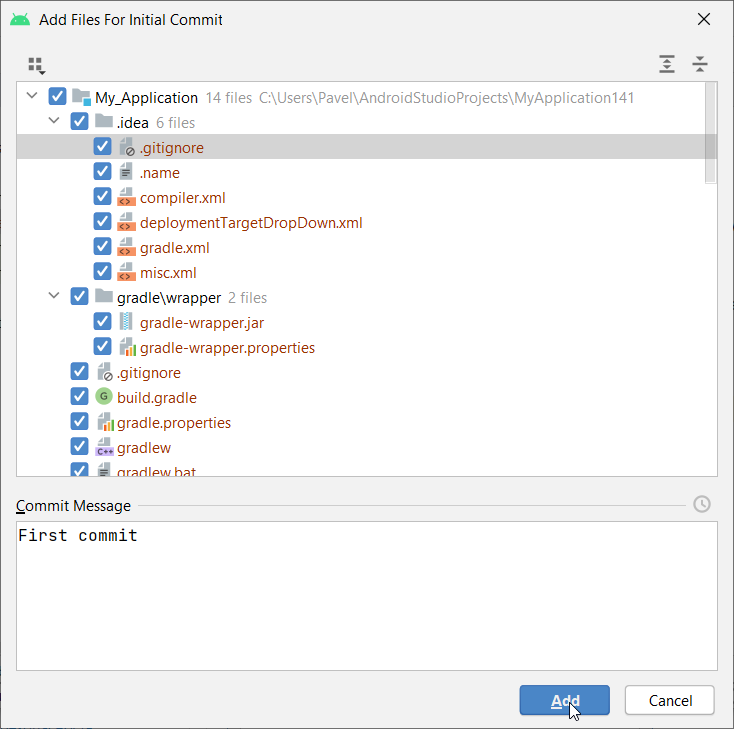 Add Files For Initial Commit
My_Application 14 files C:\Users\Pavel\AndroidStudioProjects\MyApplication141
.idea 6 files
.gitignore
.name
compiler.xml
deploymentTargetDropDown.xml
gradle.xml
misc.xml
gradle\wrapper 2 files
gradle-wrapper.jar
gradle-wrapper.properties
.gitignore
G build.gradle
gradle.properties
C++ gradlew
gradlew.bat
Commit Message
First commit
Add Cancel